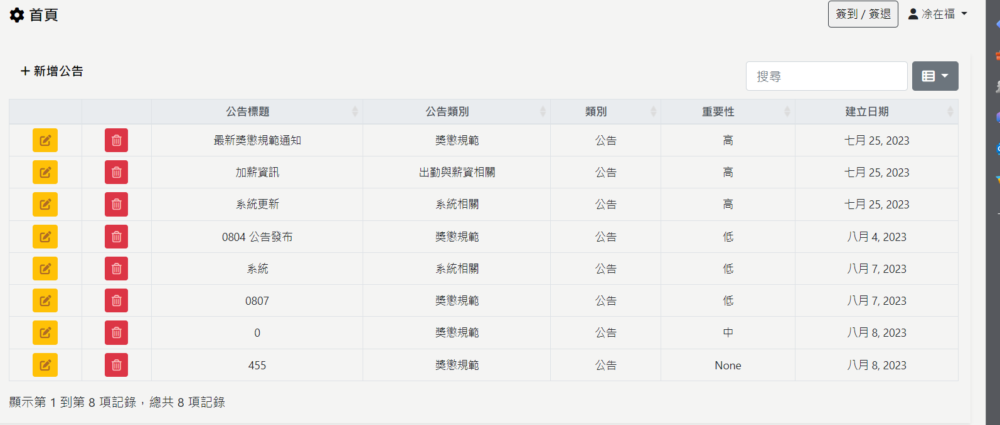 首頁
簽到 / 簽退 凃在福
新增公告
搜尋
公告標題 公告類別 類別 重要性 建立日期
最新獎懲規範通知 獎懲規範 公告 高 七月 25, 2023
加薪資訊 出勤與薪資相關 公告 高 七月 25, 2023
系統更新 系統相關 公告 高 七月 25, 2023
0804 公告發布 獎懲規範 公告 低 八月 4, 2023
系統 系統相關 公告 低 八月 7, 2023
0807 獎懲規範 公告 低 八月 7, 2023
0 獎懲規範 公告 中 八月 8, 2023
455 獎懲規範 公告 None 八月 8, 2023
顯示第 1 到第 8 項記錄，總共 8 項記錄